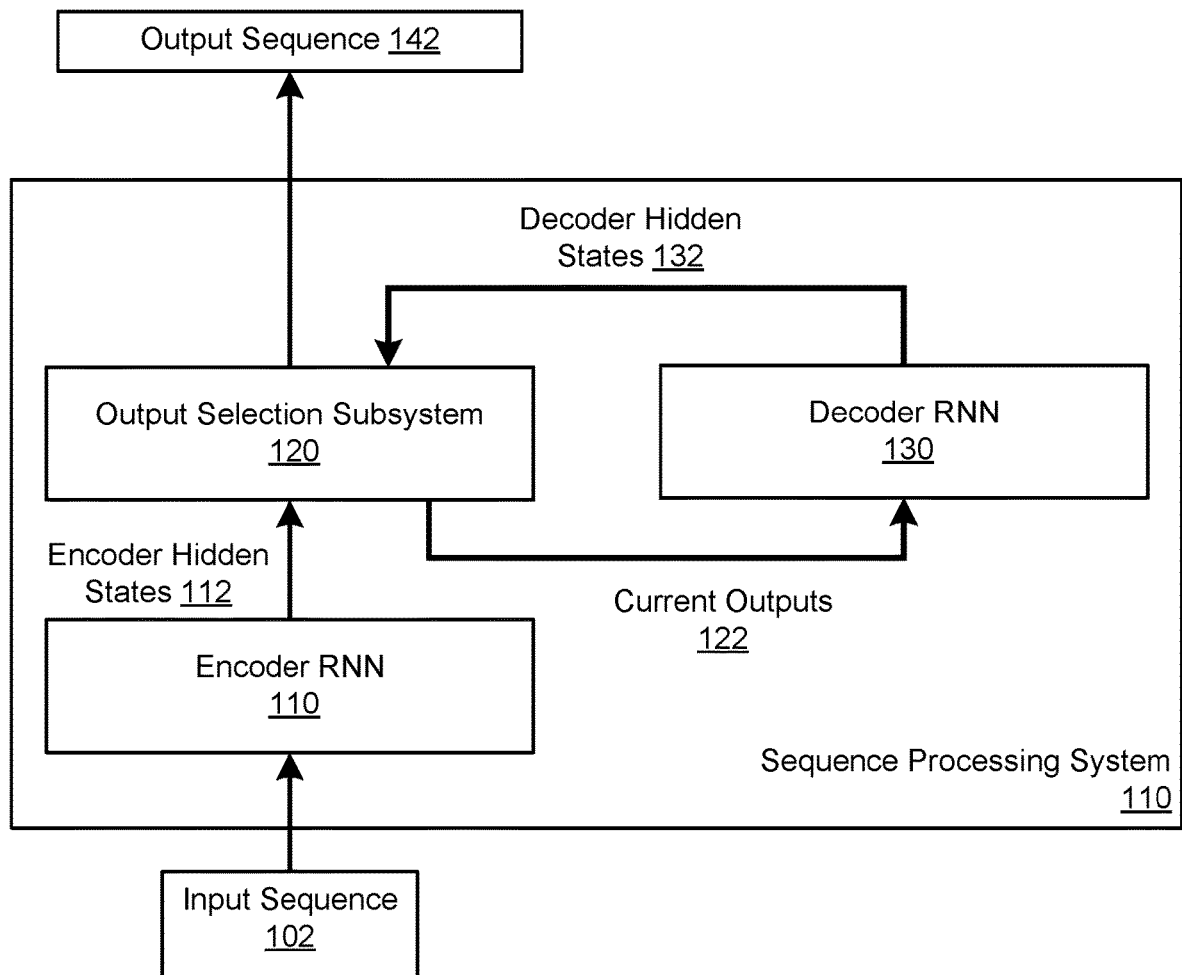 Output Sequence 142
Decoder Hidden
States 132
Output Selection Subsystem
120
Decoder RNN
130
Encoder Hidden
States 112
Current Outputs
122
Encoder RNN
110
Sequence Processing System
110
Input Sequence
102